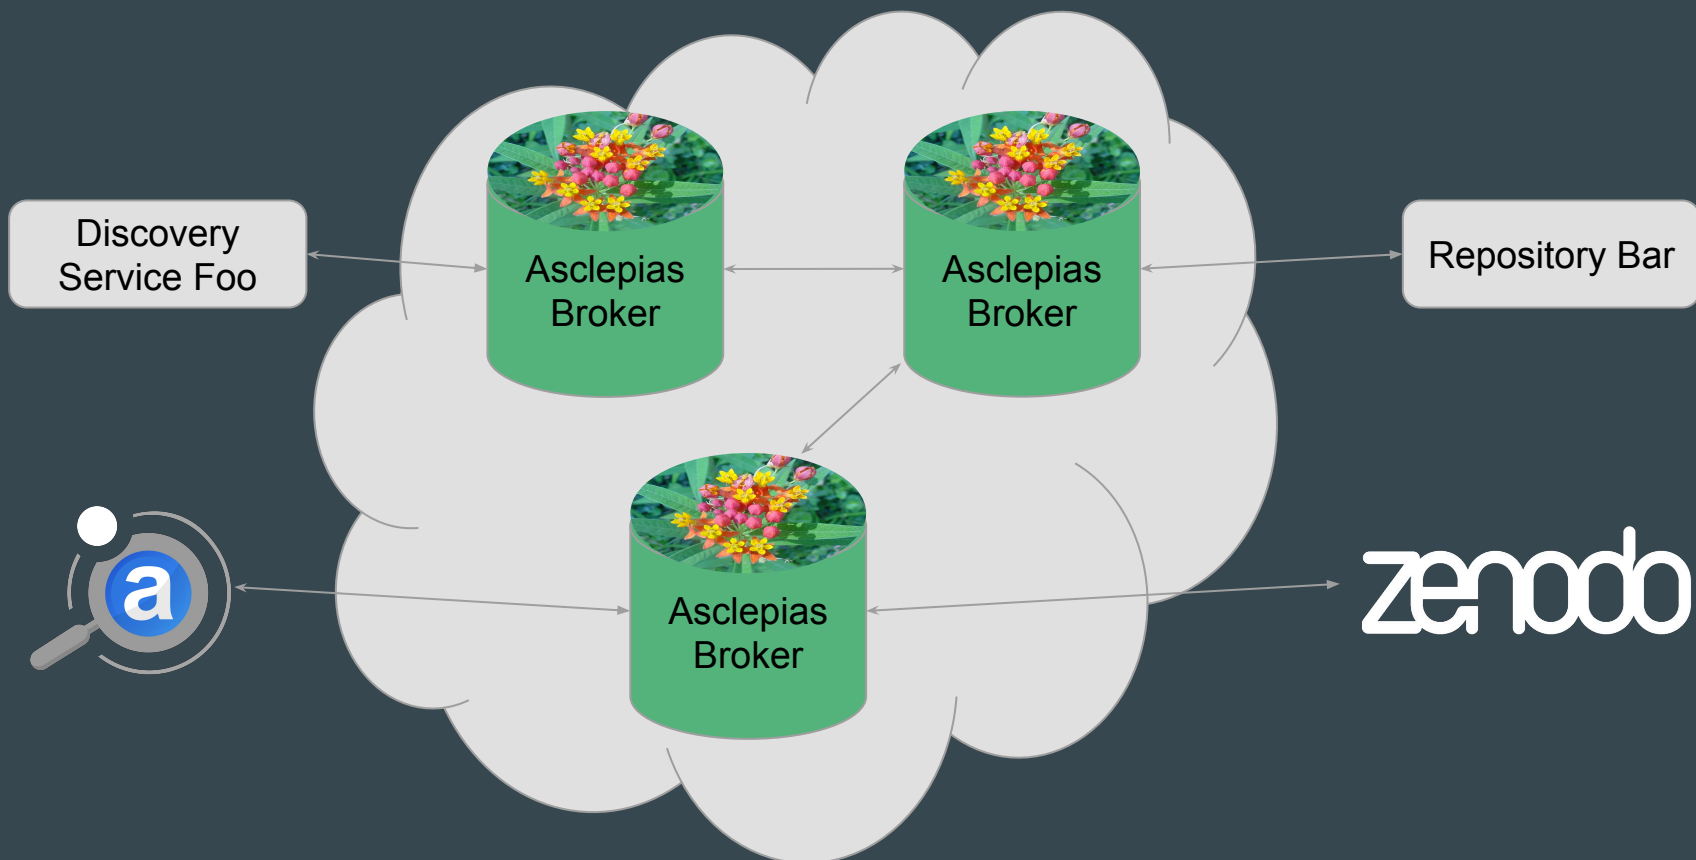 Discovery
Service Foo
Asclepias
Broker
Asclepias
Broker
Repository Bar
a
Asclepias
Broker
zenodo